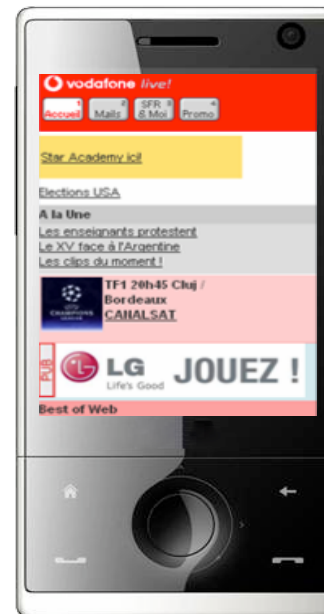 vodafone live!
1 2 SFR 3 4
Accueil Mails & Moi Promo
Star Academy ici!
Elections USA
A la Une
Les enseignants protestent
Le XV face à l'Argentine
Les clips du moment !
TF1 20h45 Cluj /
Bordeaux
CANALSAT
CHAMPIONS
PUB LG JOUEZ !
Life's Good
Best of Web